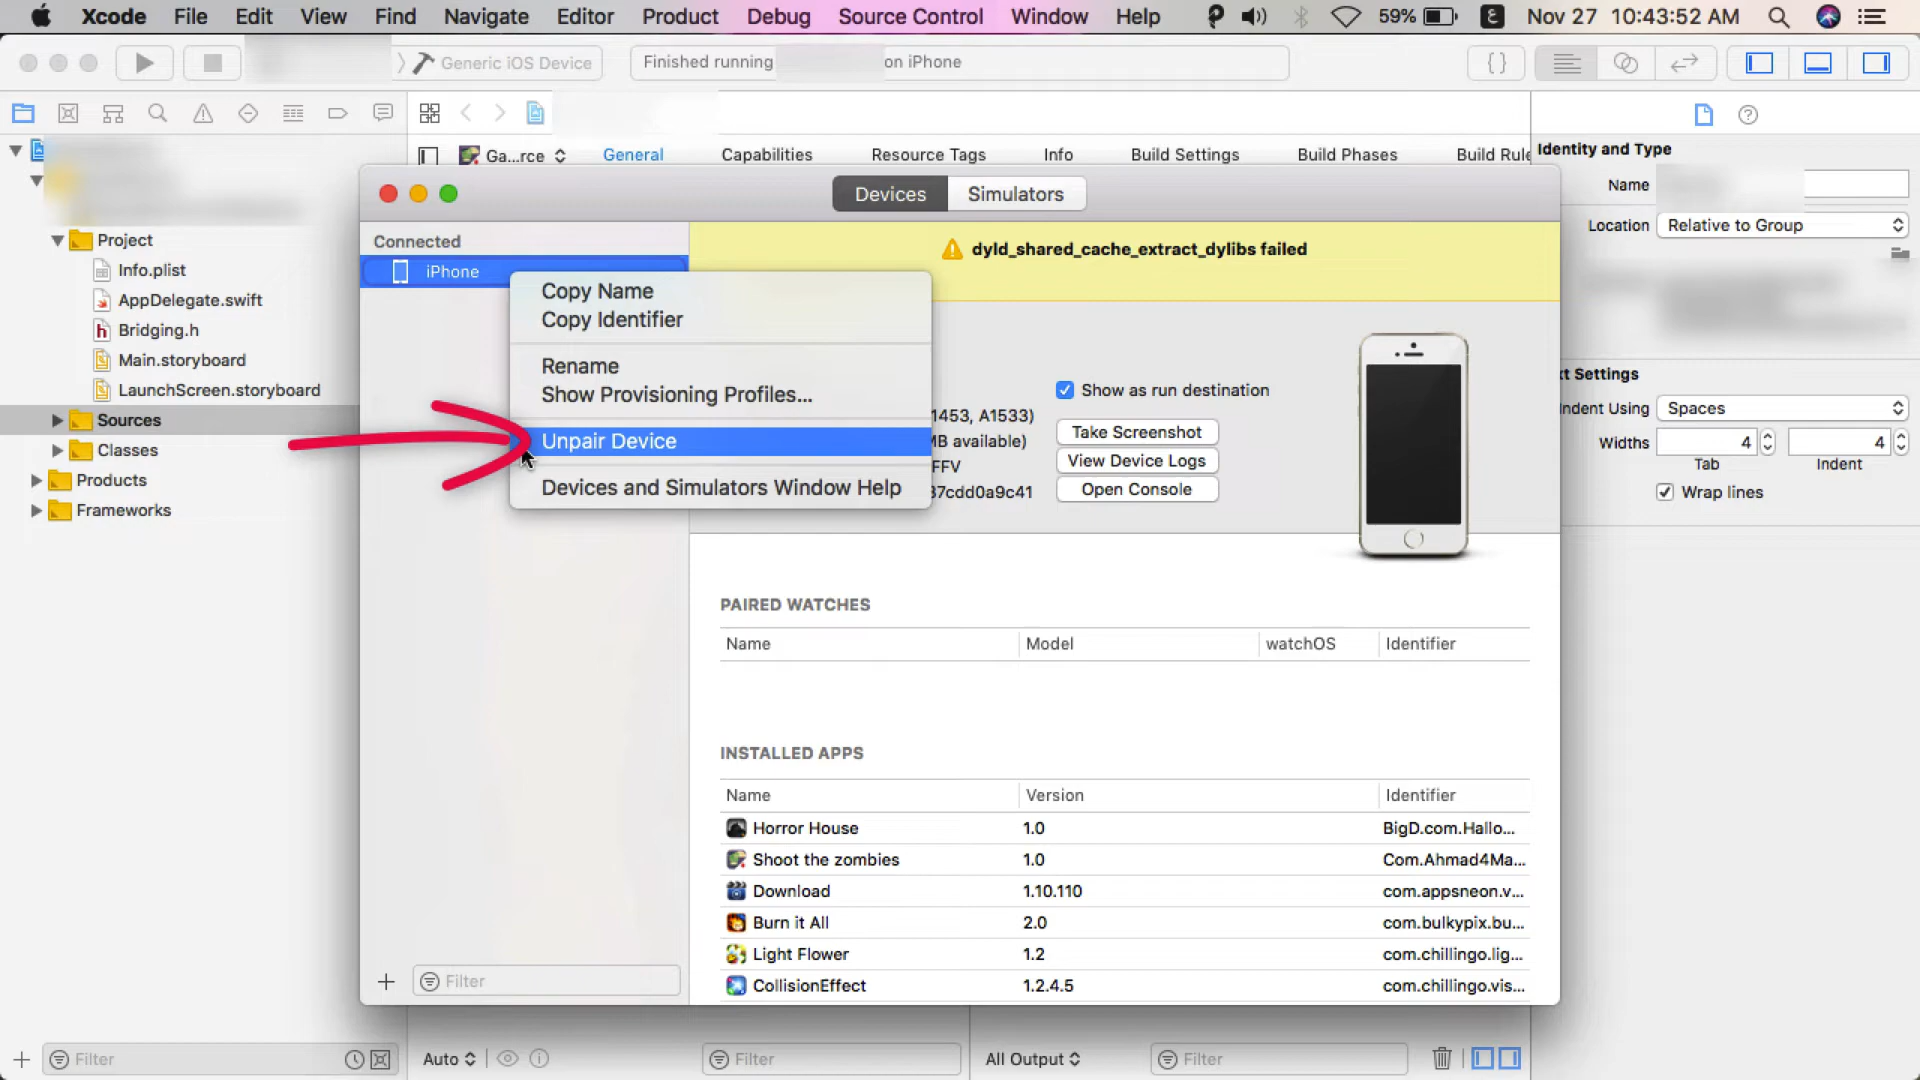 Xcode File Edit View Find Navigate Editor Product Debug Source Control Window Help 59% ع Nov 27 10:43:52 AM
Generic iOS Device
Finished running on iPhone
{ }
Ga...rce General Capabilities Resource Tags Info Build Settings Build Phases Build Rule
Identity and Type
Name
Location Relative to Group
Project
Info.plist
AppDelegate.swift
Bridging.h
Main.storyboard
LaunchScreen.storyboard
Sources
Classes
Products
Frameworks
Devices Simulators
Connected
iPhone
dyld_shared_cache_extract_dylibs failed
Copy Name
Copy Identifier
Rename
Show Provisioning Profiles...
Unpair Device
Devices and Simulators Window Help
1453, A1533)
MB available)
FFV
37cdd0a9c41
Show as run destination
Take Screenshot
View Device Logs
Open Console
xt Settings
Indent Using Spaces
Widths 4 4
Tab Indent
Wrap lines
PAIRED WATCHES
Name Model watchOS Identifier
INSTALLED APPS
Name Version Identifier
Horror House 1.0 BigD.com.Hallo...
Shoot the zombies 1.0 Com.Ahmad4Ma...
Download 1.10.110 com.appsneon.v...
Burn it All 2.0 com.bulkypix.bu...
Light Flower 1.2 com.chillingo.lig...
CollisionEffect 1.2.4.5 com.chillingo.vis...
Filter
Filter Auto Filter All Output Filter